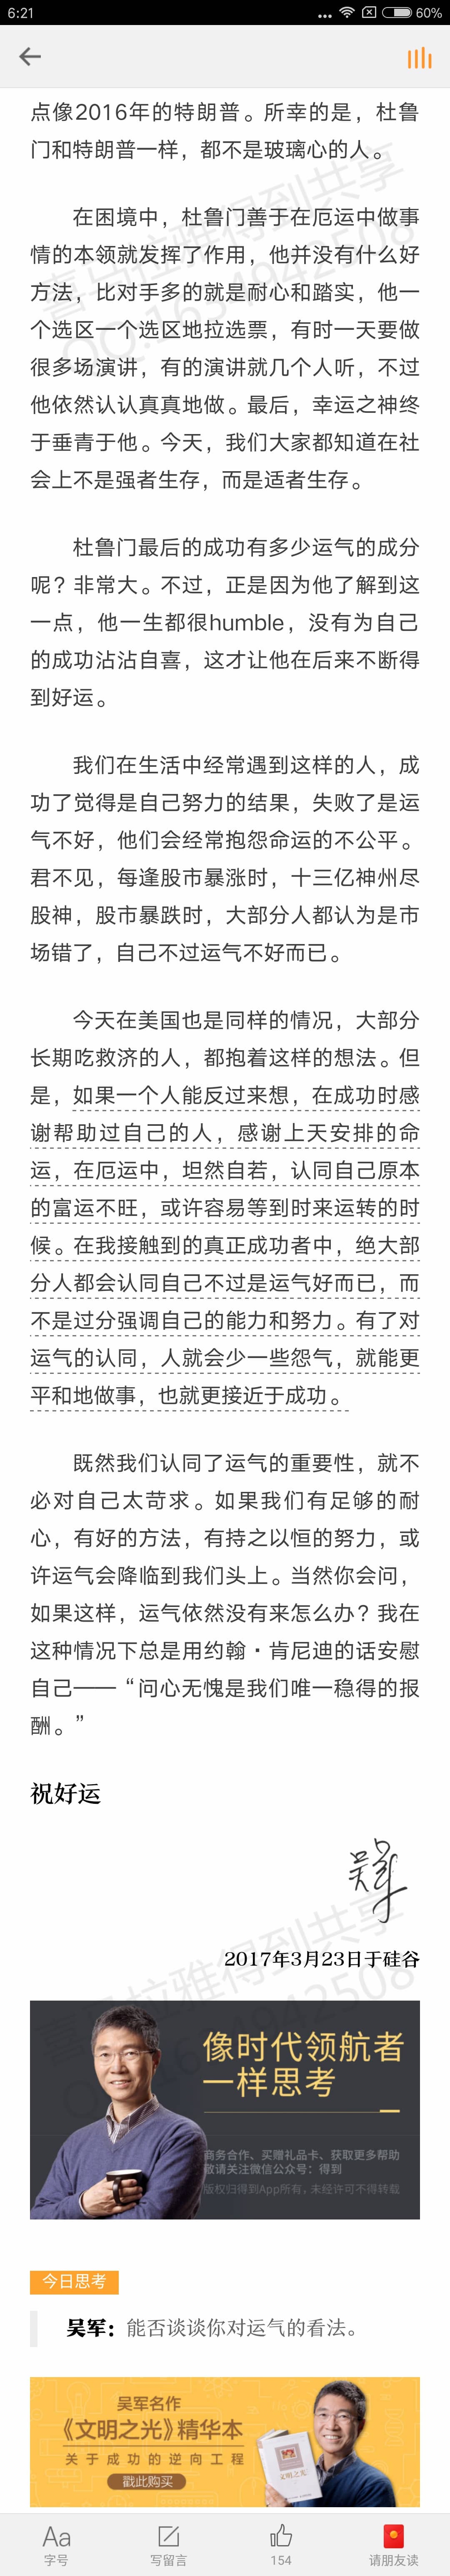 6:21
60%
点像2016年的特朗普。所幸的是，杜鲁
门和特朗普一样，都不是玻璃心的人。
在困境中，杜鲁门善于在厄运中做事
情的本领就发挥了作用，他并没有什么好
方法，比对手多的就是耐心和踏实，他一
个选区一个选区地拉选票，有时一天要做
很多场演讲，有的演讲就几个人听，不过
他依然认认真真地做。最后，幸运之神终
于垂青于他。今天，我们大家都知道在社
会上不是强者生存，而是适者生存。
杜鲁门最后的成功有多少运气的成分
呢？非常大。不过，正是因为他了解到这
一点，他一生都很humble，没有为自己
的成功沾沾自喜，这才让他在后来不断得
到好运。
我们在生活中经常遇到这样的人，成
功了觉得是自己努力的结果，失败了是运
气不好，他们会经常抱怨命运的不公平。
君不见，每逢股市暴涨时，十三亿神州尽
股神，股市暴跌时，大部分人都认为是市
场错了，自己不过运气不好而已。
今天在美国也是同样的情况，大部分
长期吃救济的人，都抱着这样的想法。但
是，如果一个人能反过来想，在成功时感
谢帮助过自己的人，感谢上天安排的命
运，在厄运中，坦然自若，认同自己原本
的富运不旺，或许容易等到时来运转的时
候。在我接触到的真正成功者中，绝大部
分人都会认同自己不过是运气好而已，而
不是过分强调自己的能力和努力。有了对
运气的认同，人就会少一些怨气，就能更
平和地做事，也就更接近于成功。
既然我们认同了运气的重要性，就不
必对自己太苛求。如果我们有足够的耐
心，有好的方法，有持之以恒的努力，或
许运气会降临到我们头上。当然你会问，
如果这样，运气依然没有来怎么办？我在
这种情况下总是用约翰·肯尼迪的话安慰
自己——“问心无愧是我们唯一稳得的报
酬。”
祝好运
吴军
2017年3月23日于硅谷
像时代领航者
一样思考
商务合作、买赠礼品卡、获取更多帮助
敬请关注微信公众号：得到
版权归得到App所有，未经许可不得转载
今日思考
吴军：能否谈谈你对运气的看法。
吴军名作
《文明之光》精华本
关于成功的逆向工程
戳此购买
文明之光
Aa
字号
写留言
154
请朋友读